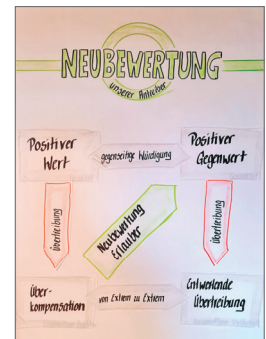 NEUBEWERTUNG
unserer Antreiber
Positiver
Wert
gegenseitige Würdigung
Positiver
Gegenwert
Übertreibung
Neubewertung
Erlauber
Übertreibung
Über-
kompensation
von Extrem zu Extrem
Entwertende
Übertreibung